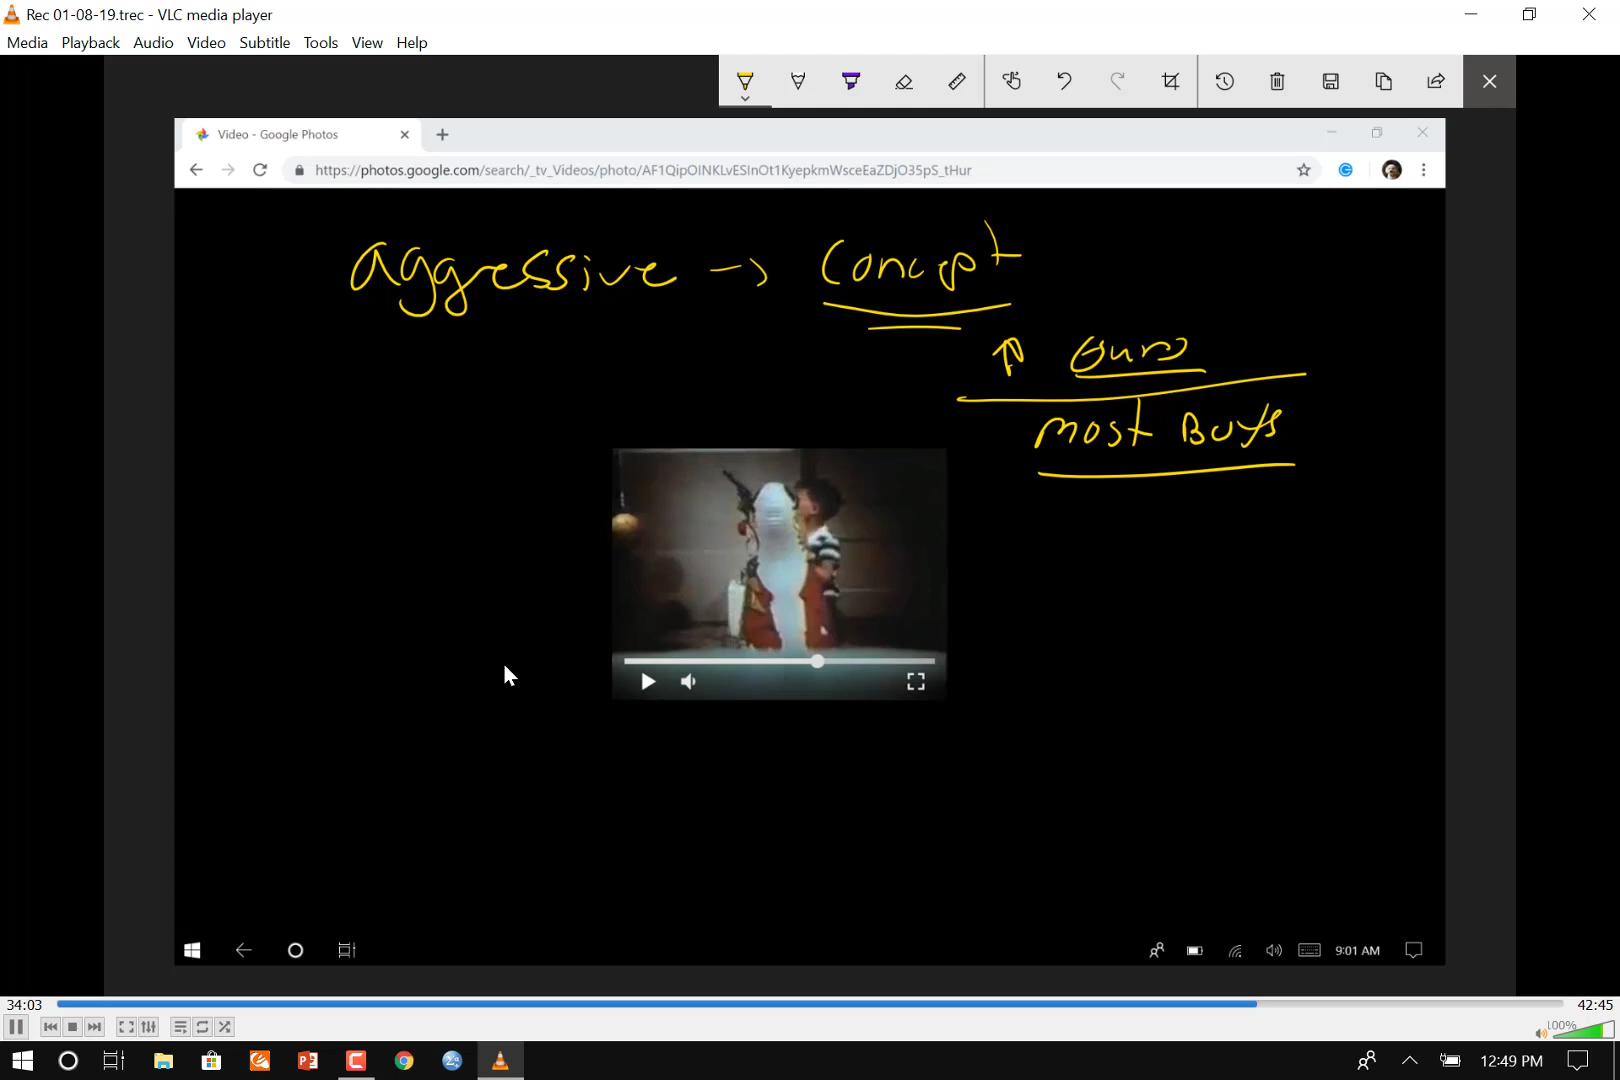 Rec 01-08-19.trec - VLC media player
Media Playback Audio Video Subtitle Tools View Help
Video - Google Photos
https://photos.google.com/search/_tv_Videos/photo/AF1QipOINKLvESInOt1KyepkmWsceEaZDjO35pS_tHur
aggressive → concept
↑
most Boys
9:01 AM
34:03
42:45
100%
12:49 PM